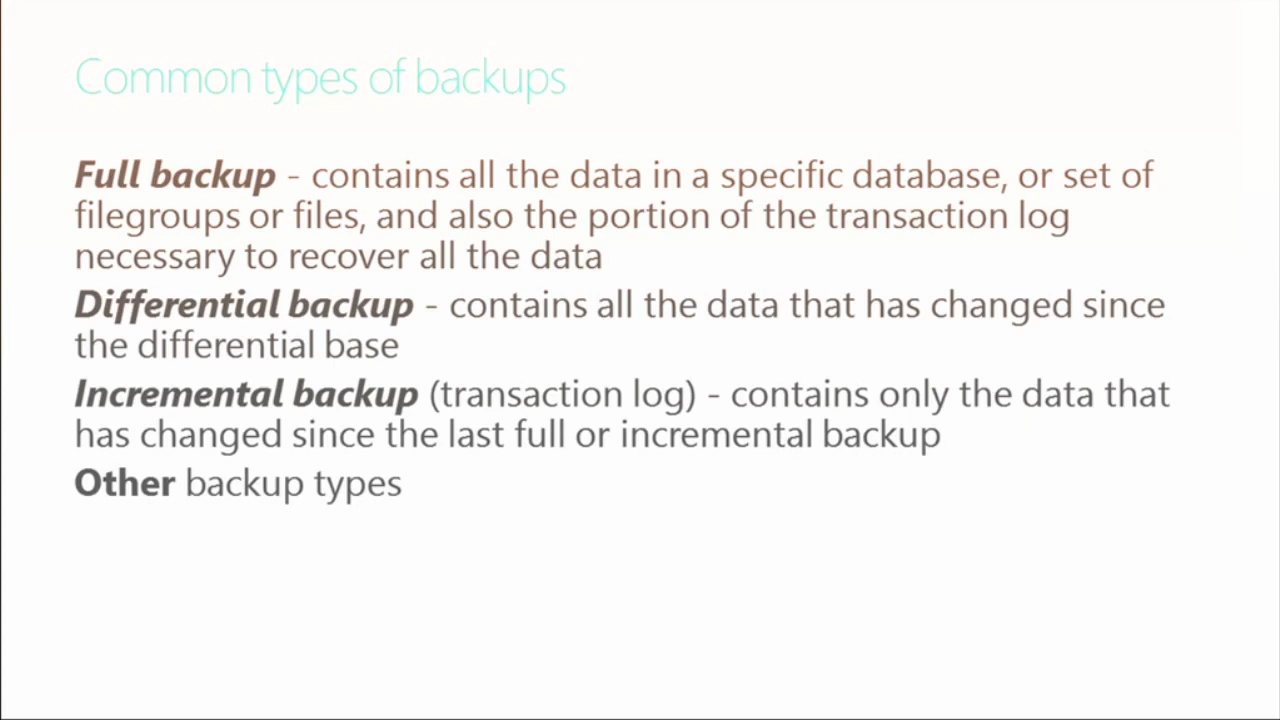 Common types of backups
Full backup - contains all the data in a specific database, or set of
filegroups or files, and also the portion of the transaction log
necessary to recover all the data
Differential backup - contains all the data that has changed since
the differential base
Incremental backup (transaction log) - contains only the data that
has changed since the last full or incremental backup
Other backup types